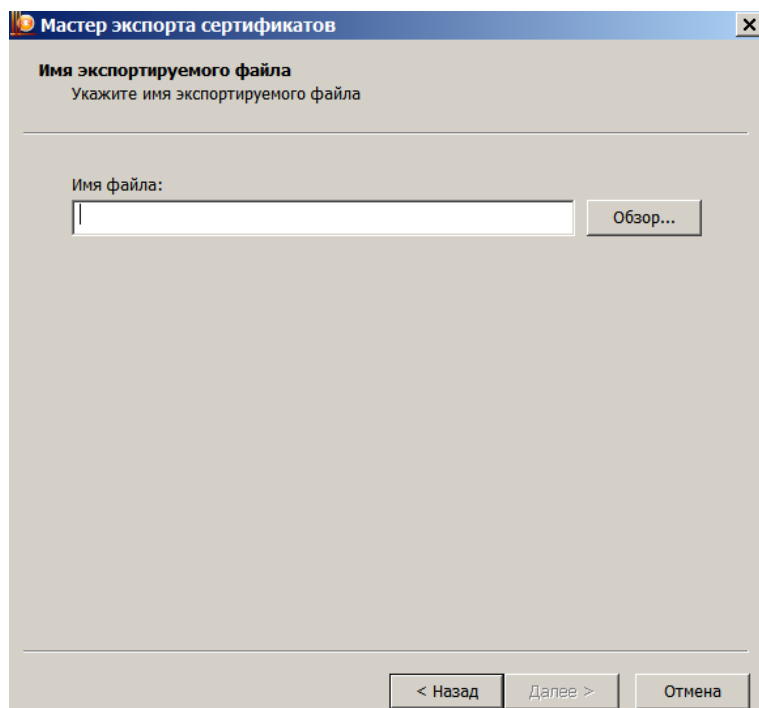 Мастер экспорта сертификатов
Имя экспортируемого файла
Укажите имя экспортируемого файла
Имя файла:
Обзор...
< Назад
Далее >
Отмена